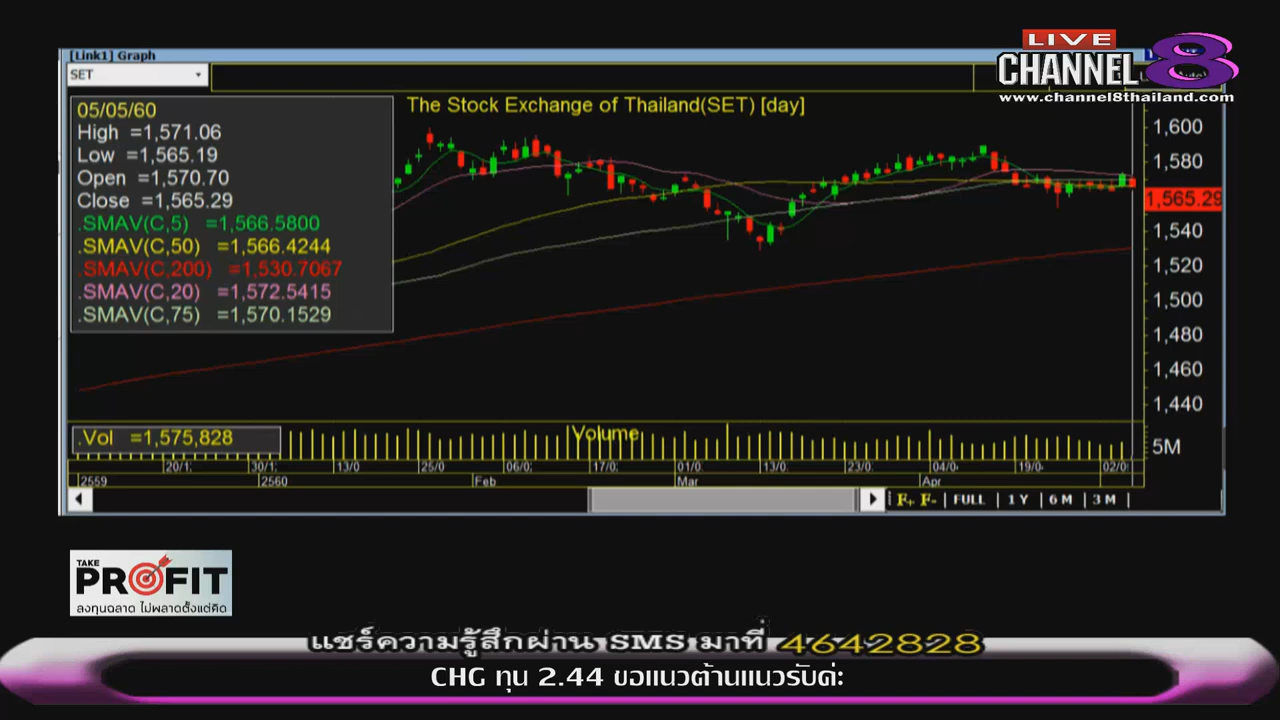 [Link1] Graph
SET
LIVE
CHANNEL 8
www.channel8thailand.com
The Stock Exchange of Thailand(SET) [day]
05/05/60
High =1,571.06
Low =1,565.19
Open =1,570.70
Close =1,565.29
.SMAV(C,5) =1,566.5800
.SMAV(C,50) =1,566.4244
.SMAV(C,200) =1,530.7067
.SMAV(C,20) =1,572.5415
.SMAV(C,75) =1,570.1529
1,600
1,580
1,565.29
1,540
1,520
1,500
1,480
1,460
1,440
.Vol =1,575,828
Volume
5M
20/1 30/1 13/0 25/0 06/0 17/0 01/0 13/0 23/0 04/0 19/0 02/0
2559 2560 Feb Mar Apr
F+ F- | FULL | 1 Y | 6 M | 3 M |
TAKE
PROFIT
ลงทุนฉลาด ไม่พลาดตั้งแต่คิด
แชร์ความรู้สึกผ่าน SMS มาที่ 4642828
CHG ทุน 2.44 ขอแนวต้านแนวรับค่ะ